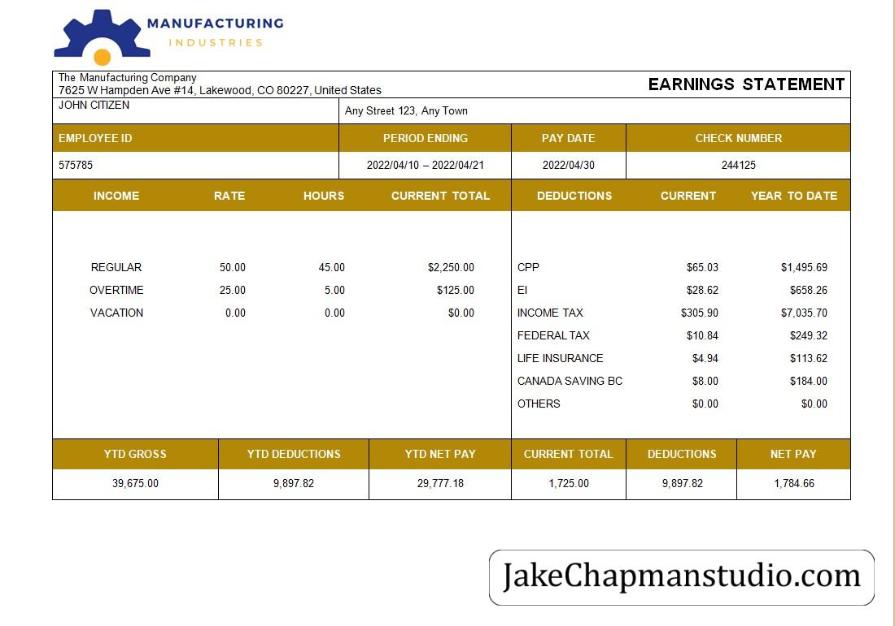 MANUFACTURING
INDUSTRIES
The Manufacturing Company
7625 W Hampden Ave #14, Lakewood, CO 80227, United States
EARNINGS STATEMENT
JOHN CITIZEN
Any Street 123, Any Town
EMPLOYEE ID PERIOD ENDING PAY DATE CHECK NUMBER
575785 2022/04/10 – 2022/04/21 2022/04/30 244125
INCOME RATE HOURS CURRENT TOTAL DEDUCTIONS CURRENT YEAR TO DATE
REGULAR 50.00 45.00 $2,250.00 CPP $65.03 $1,495.69
OVERTIME 25.00 5.00 $125.00 EI $28.62 $658.26
VACATION 0.00 0.00 $0.00 INCOME TAX $305.90 $7,035.70
FEDERAL TAX $10.84 $249.32
LIFE INSURANCE $4.94 $113.62
CANADA SAVING BC $8.00 $184.00
OTHERS $0.00 $0.00
YTD GROSS YTD DEDUCTIONS YTD NET PAY CURRENT TOTAL DEDUCTIONS NET PAY
39,675.00 9,897.82 29,777.18 1,725.00 9,897.82 1,784.66
JakeChapmanstudio.com